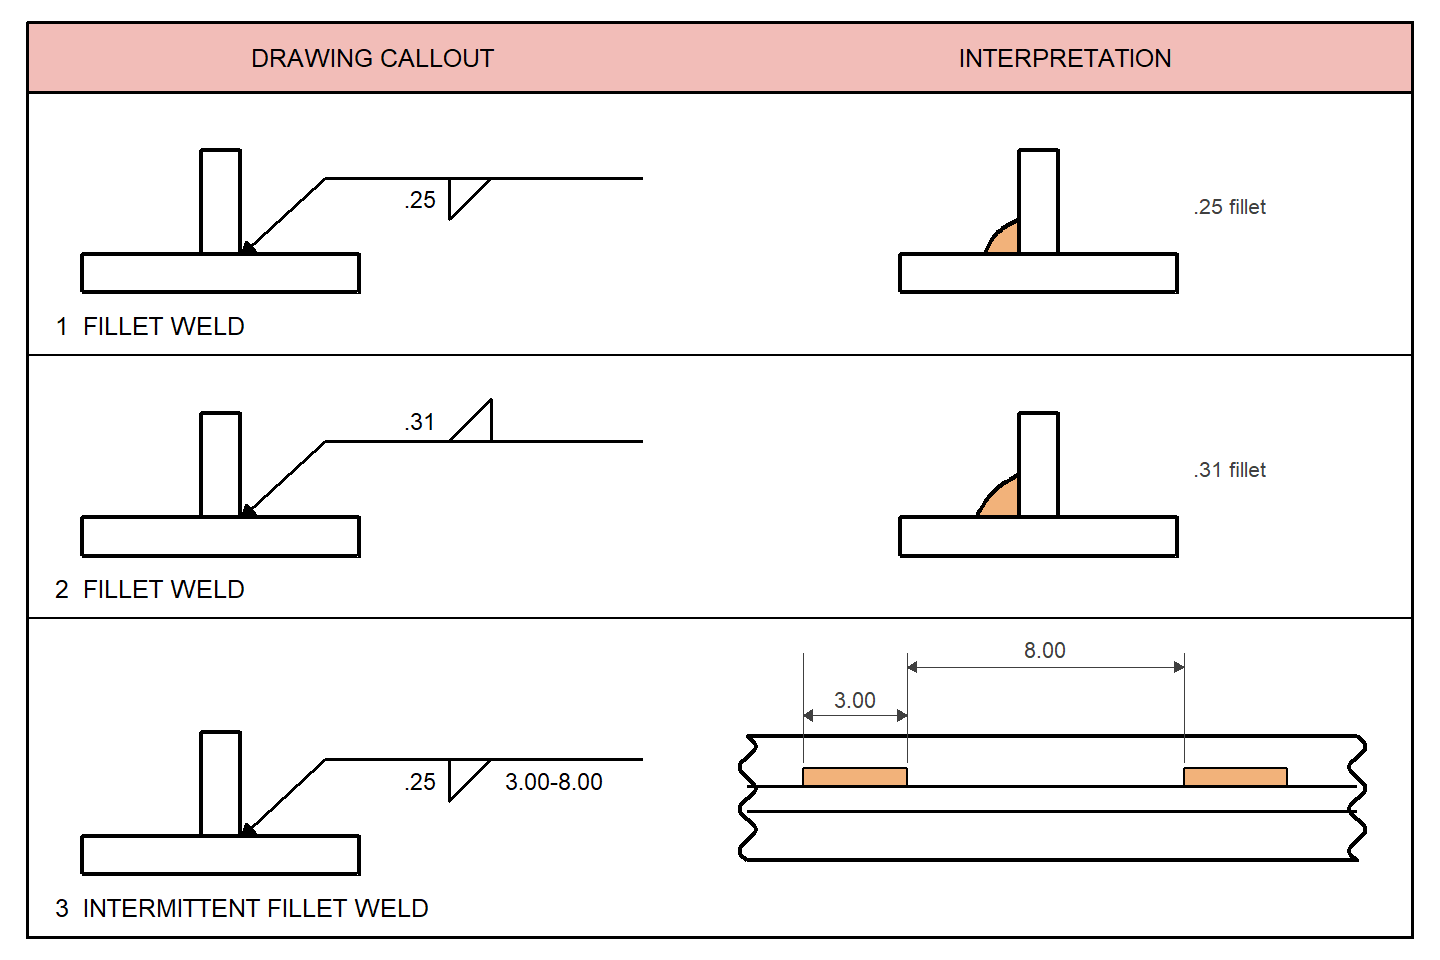 DRAWING CALLOUT
INTERPRETATION
.25
.25 fillet
1 FILLET WELD
.31
.31 fillet
2 FILLET WELD
8.00
3.00
.25
3.00-8.00
3 INTERMITTENT FILLET WELD